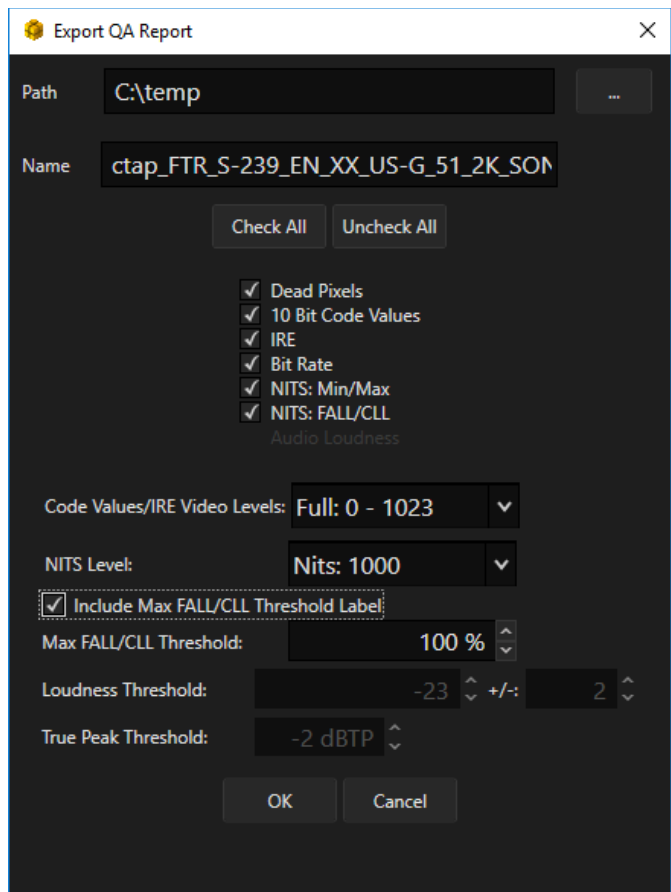 Export QA Report
Path C:\temp ...
Name ctap_FTR_S-239_EN_XX_US-G_51_2K_SON
Check All Uncheck All
Dead Pixels
10 Bit Code Values
IRE
Bit Rate
NITS: Min/Max
NITS: FALL/CLL
Audio Loudness
Code Values/IRE Video Levels: Full: 0 - 1023
NITS Level: Nits: 1000
Include Max FALL/CLL Threshold Label
Max FALL/CLL Threshold: 100 %
Loudness Threshold: -23 +/-: 2
True Peak Threshold: -2 dBTP
OK Cancel